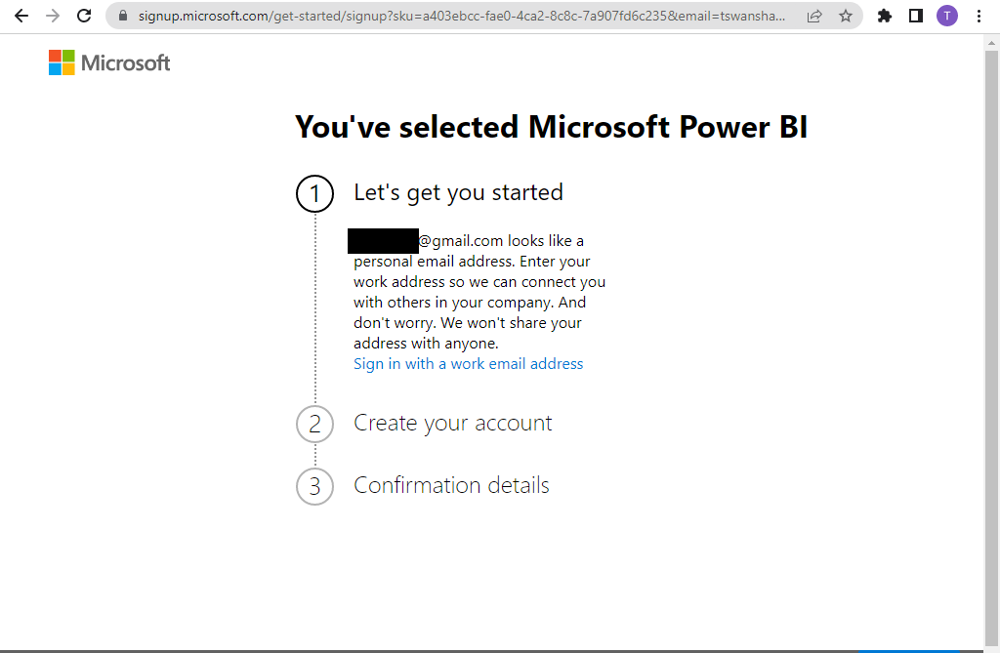 signup.microsoft.com/get-started/signup?sku=a403ebcc-fae0-4ca2-8c8c-7a907fd6c235&email=tswansha...
T
Microsoft
You've selected Microsoft Power BI
1 Let's get you started
@gmail.com looks like a
personal email address. Enter your
work address so we can connect you
with others in your company. And
don't worry. We won't share your
address with anyone.
Sign in with a work email address
2 Create your account
3 Confirmation details